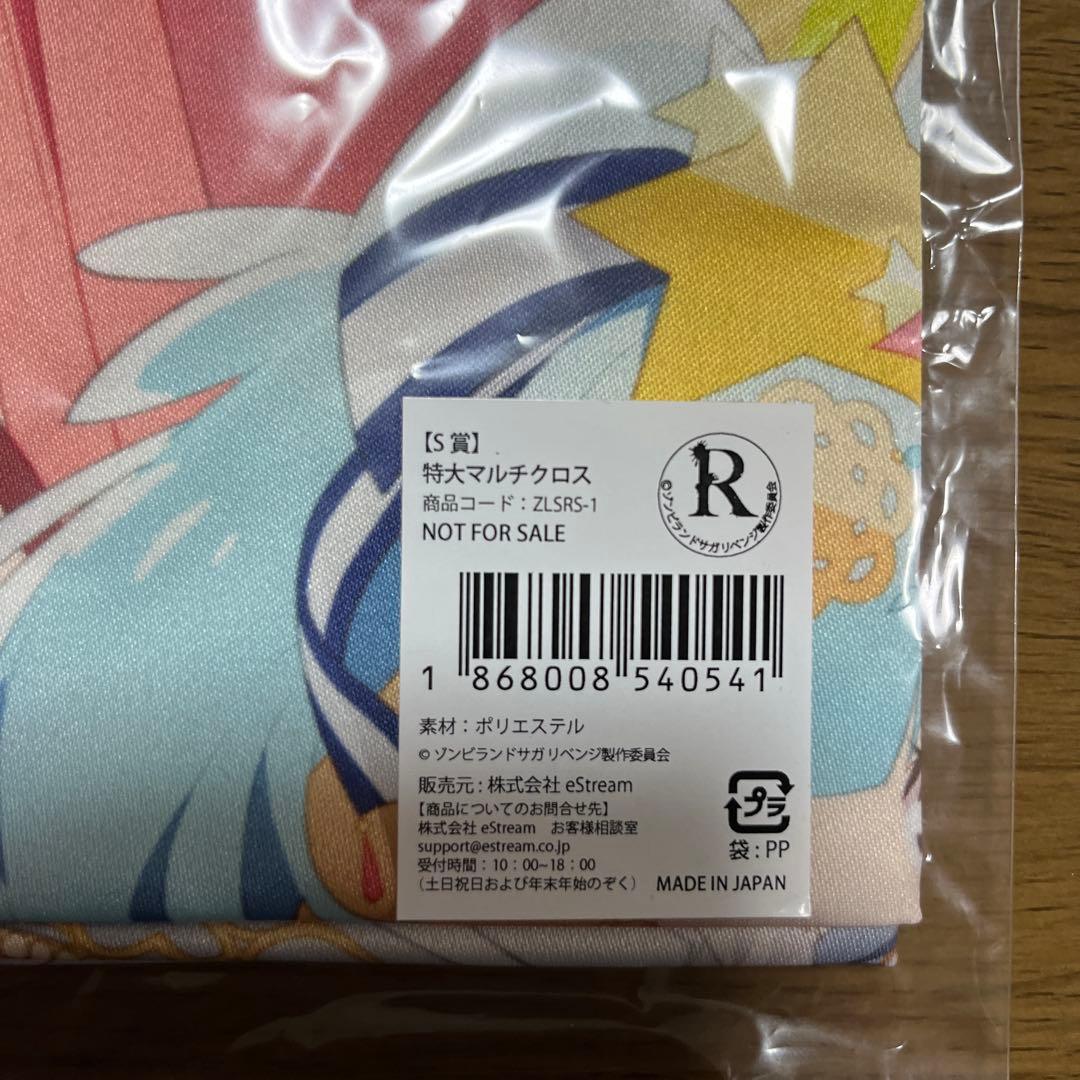 【S 賞】
特大マルチクロス
商品コード：ZLSRS-1
NOT FOR SALE
R
©ゾンビランドサガ リベンジ製作委員会
1 868008 540541
素材：ポリエステル
© ゾンビランドサガ リベンジ製作委員会
販売元：株式会社 eStream
【商品についてのお問合せ先】
株式会社 eStream　お客様相談室
support@estream.co.jp
受付時間：10：00~18：00
（土日祝日および年末年始のぞく）
プラ
袋：PP
MADE IN JAPAN